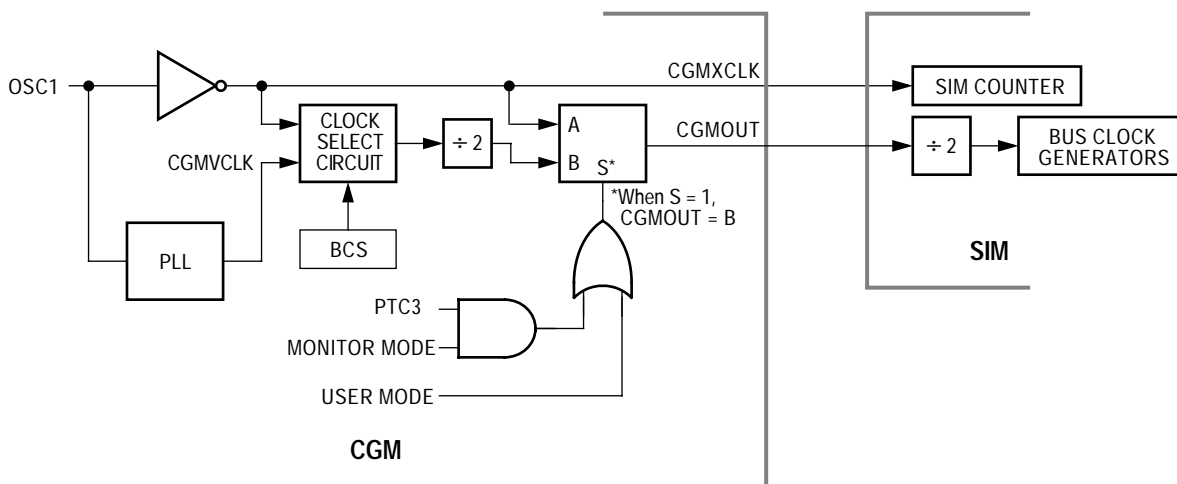 OSC1
CGMXCLK
SIM COUNTER
CLOCK
SELECT
CIRCUIT
÷ 2
A
B
S*
CGMOUT
÷ 2
BUS CLOCK
GENERATORS
CGMVCLK
*When S = 1,
CGMOUT = B
BCS
PLL
SIM
PTC3
MONITOR MODE
USER MODE
CGM